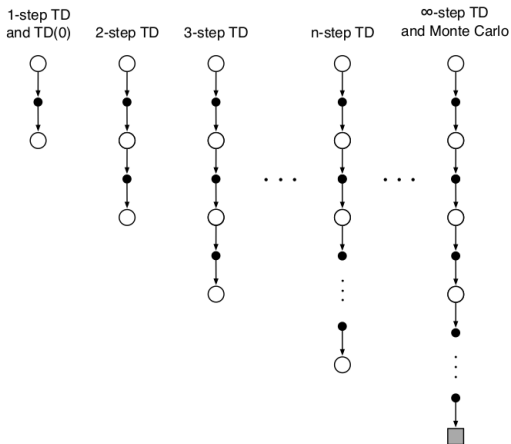 1-step TD
and TD(0)
2-step TD
3-step TD
n-step TD
∞-step TD
and Monte Carlo